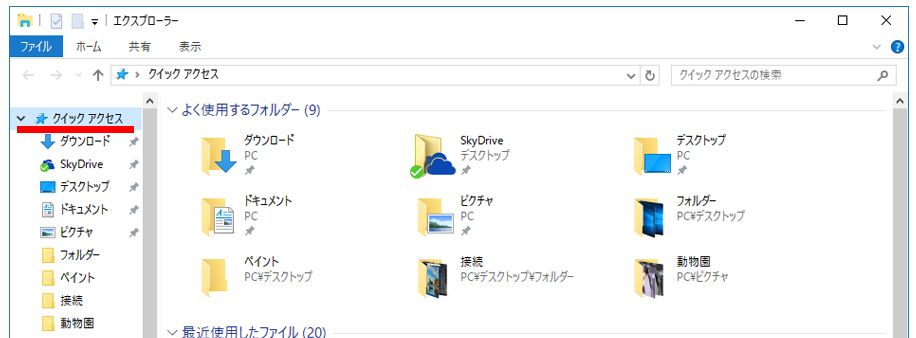 エクスプローラー
ファイル ホーム 共有 表示
クイック アクセス クイック アクセスの検索
クイック アクセス
ダウンロード
SkyDrive
デスクトップ
ドキュメント
ピクチャ
フォルダー
ペイント
接続
動物園
よく使用するフォルダー (9)
ダウンロード
PC
SkyDrive
デスクトップ
デスクトップ
PC
ドキュメント
PC
ピクチャ
PC
フォルダー
PC¥デスクトップ
ペイント
PC¥デスクトップ
接続
PC¥デスクトップ¥フォルダー
動物園
PC¥ピクチャ
最近使用したファイル (20)